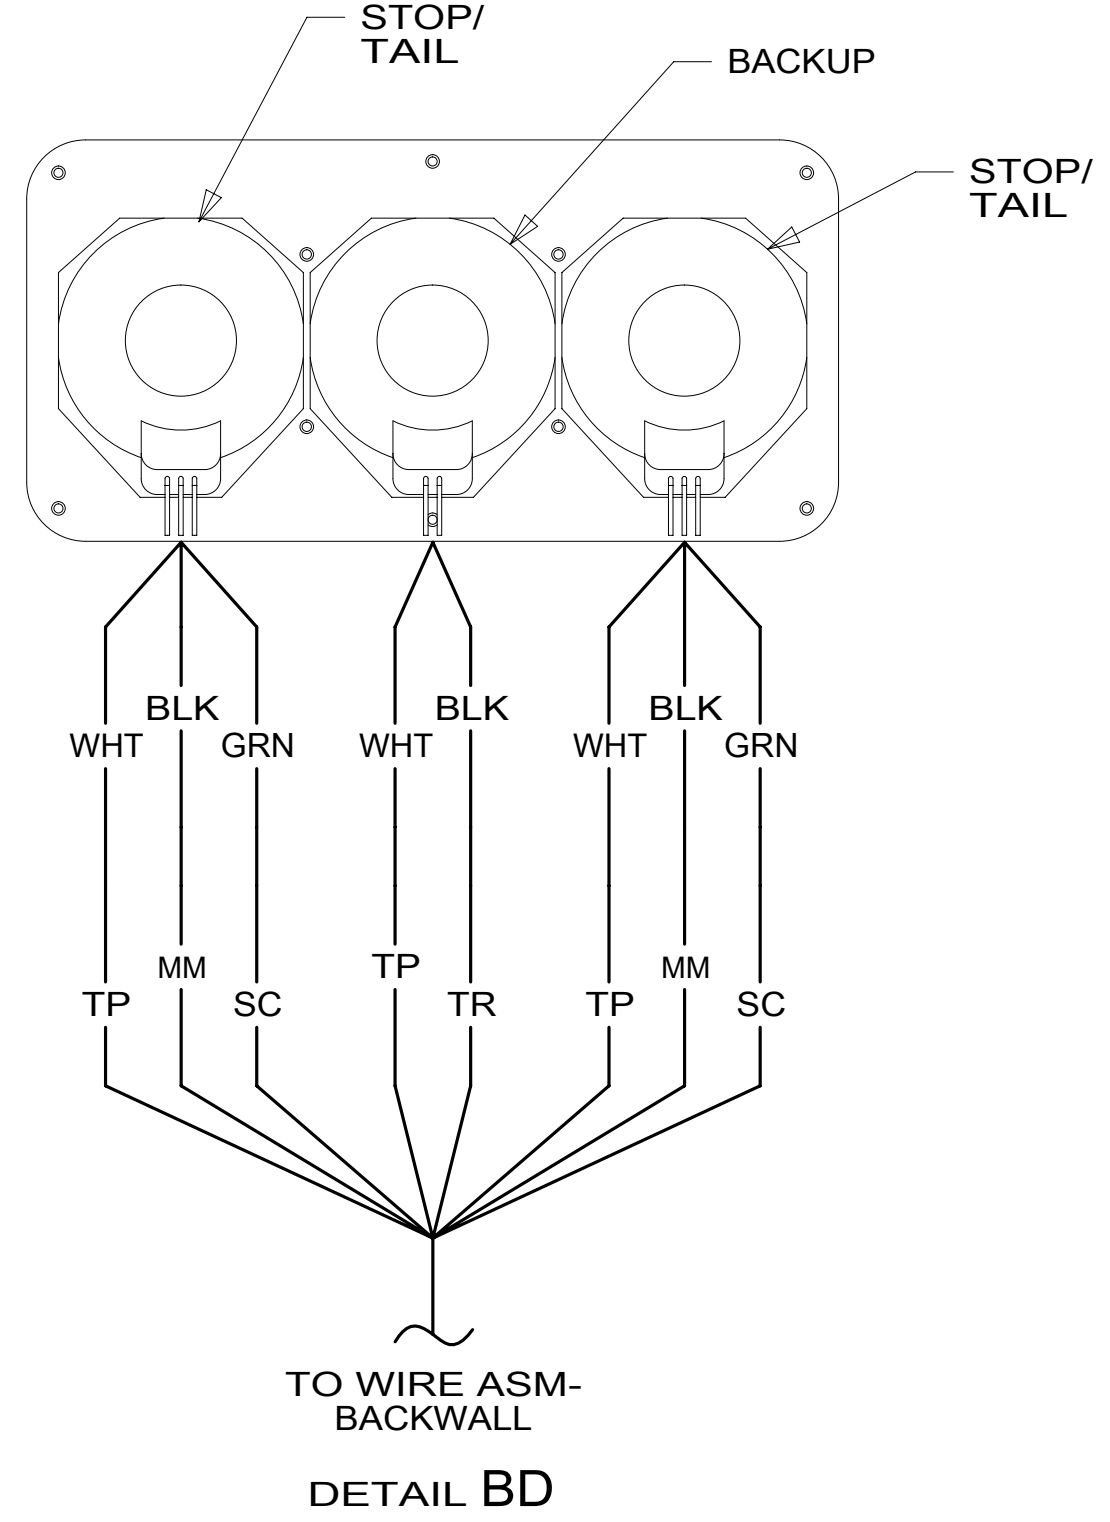 STOP/
TAIL
BACKUP
STOP/
TAIL
BLK
BLK
BLK
WHT
GRN
WHT
WHT
GRN
MM
TP
MM
TP
SC
TR
TP
SC
TO WIRE ASM-
BACKWALL
DETAIL BD